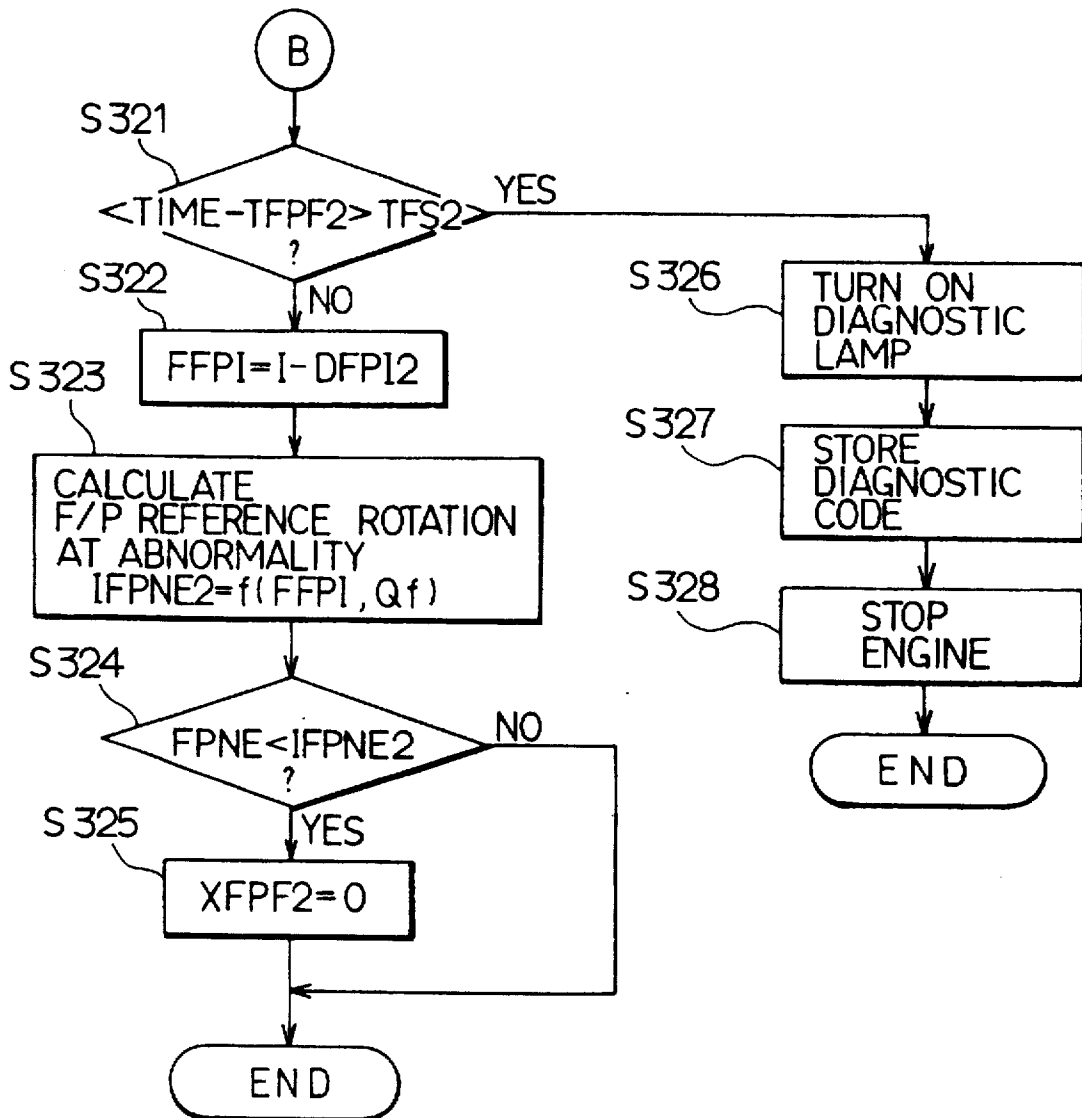 B
S321
<TIME-TFPF2> TFS2>
?
YES
NO
S322
FFPI=I-DFPI2
S323
CALCULATE
F/P REFERENCE ROTATION
AT ABNORMALITY
IFPNE2=f(FFPI,Qf)
S324
FPNE<IFPNE2
?
NO
YES
S325
XFPF2=0
END
S326
TURN ON
DIAGNOSTIC
LAMP
S327
STORE
DIAGNOSTIC
CODE
S328
STOP
ENGINE
END